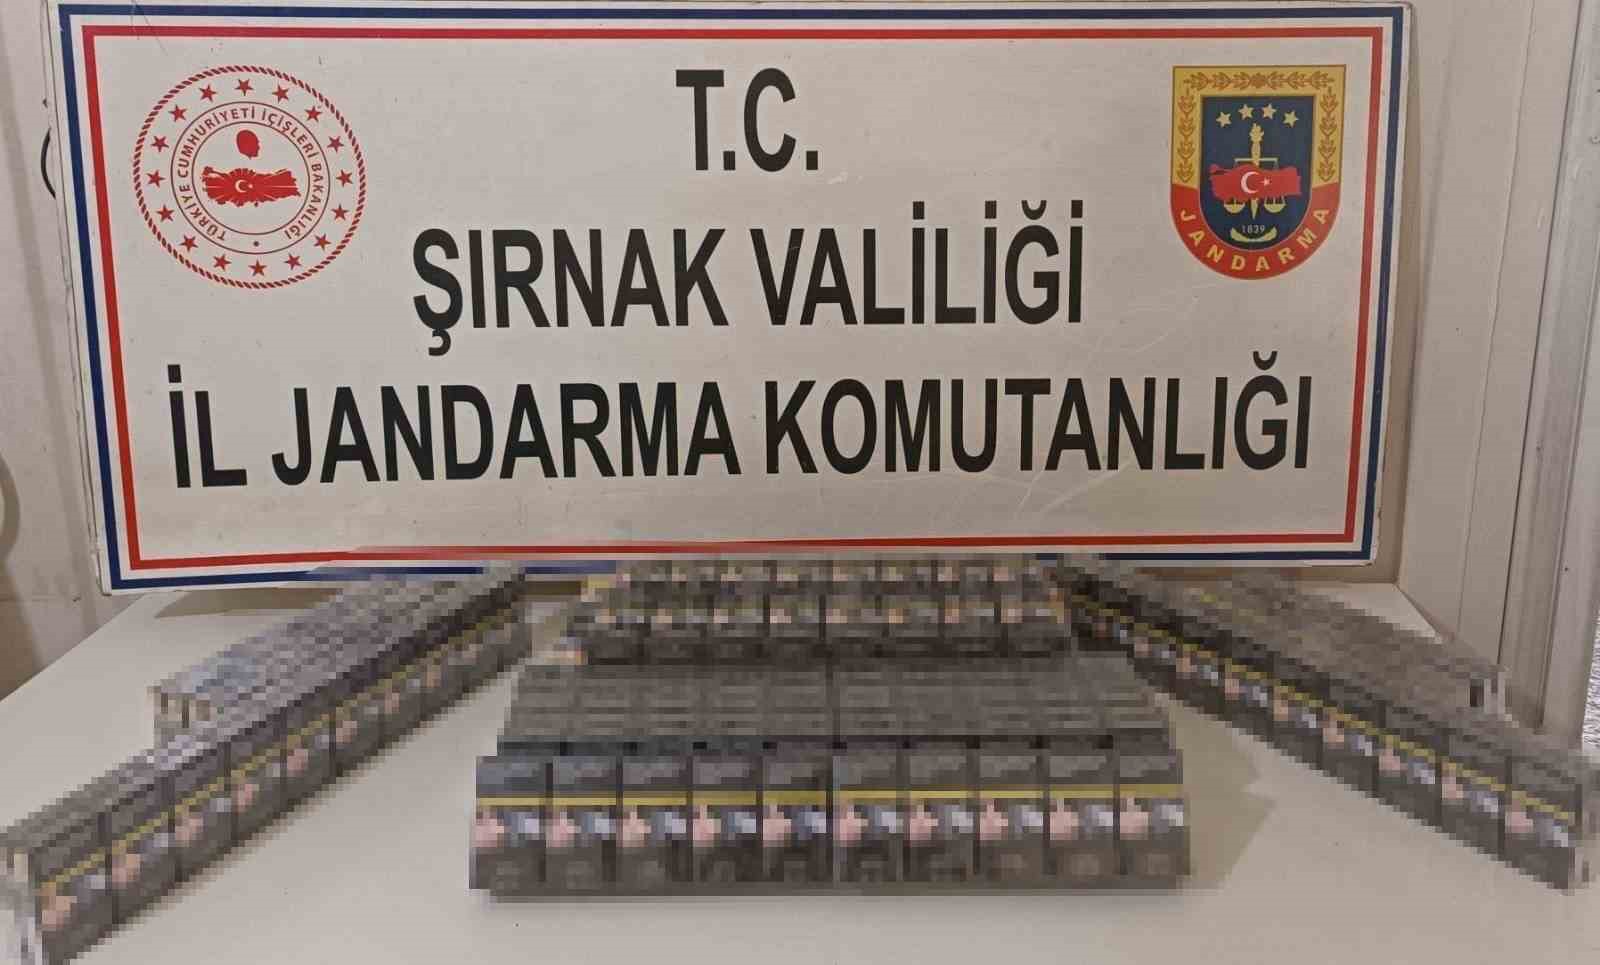 TÜRKİYE CUMHURİYETİ İÇİŞLERİ BAKANLIĞI
T.C.
ŞIRNAK VALİLİĞİ
İL JANDARMA KOMUTANLIĞI
1839
JANDARMA